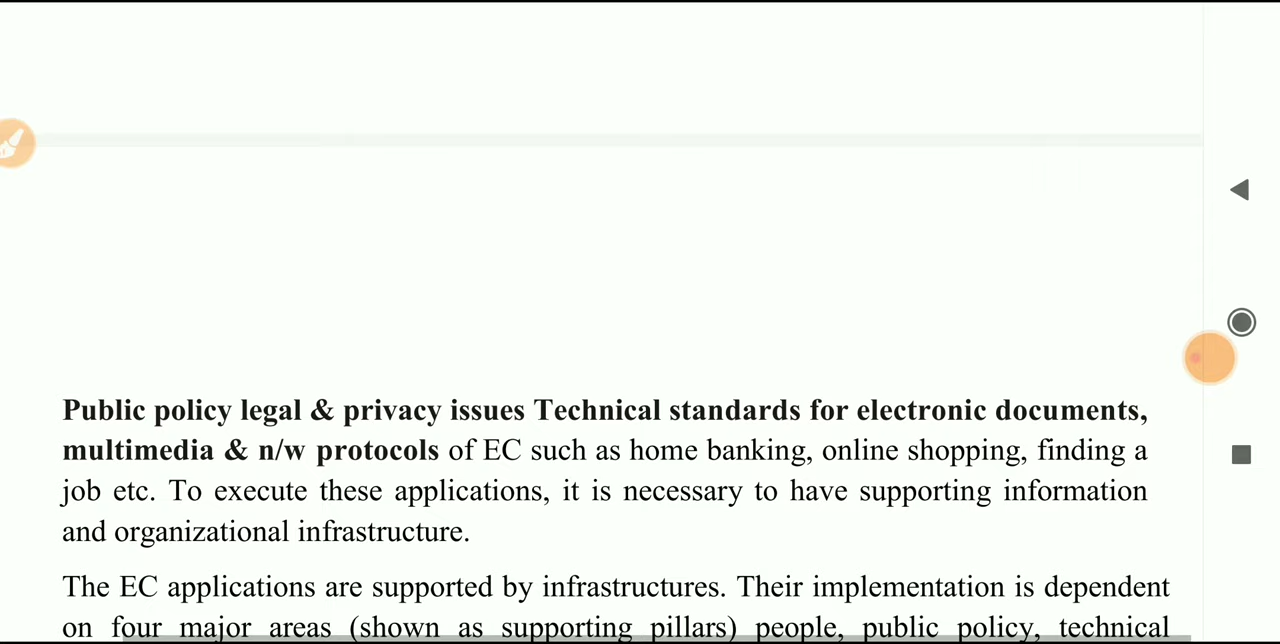 Public policy legal & privacy issues Technical standards for electronic documents,
multimedia & n/w protocols of EC such as home banking, online shopping, finding a
job etc. To execute these applications, it is necessary to have supporting information
and organizational infrastructure.
The EC applications are supported by infrastructures. Their implementation is dependent
on four major areas (shown as supporting pillars) people, public policy, technical